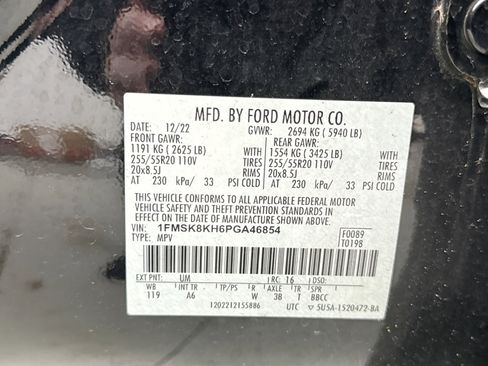 MFD. BY FORD MOTOR CO.
DATE: 12/22 GVWR: 2694 KG ( 5940 LB)
FRONT GAWR: REAR GAWR:
1191 KG ( 2625 LB) WITH 1554 KG ( 3425 LB) WITH
255/55R20 110V TIRES 255/55R20 110V TIRES
20x8.5J RIMS 20x8.5J RIMS
AT 230 kPa/ 33 PSI COLD AT 230 kPa/ 33 PSI COLD
THIS VEHICLE CONFORMS TO ALL APPLICABLE FEDERAL MOTOR
VEHICLE SAFETY AND THEFT PREVENTION STANDARDS IN
EFFECT ON THE DATE OF MANUFACTURE SHOWN ABOVE.
VIN: 1FMSK8KH6PGA46854 F0089
TYPE: MPV T0198
EXT PNT: UM RC: 16 DSO:
WB INT TR TP/PS R AXLE TR SPR
119 A6 W 3B T BBCC
1202212155886 UTC ▽ 5U5A-1520472-BA